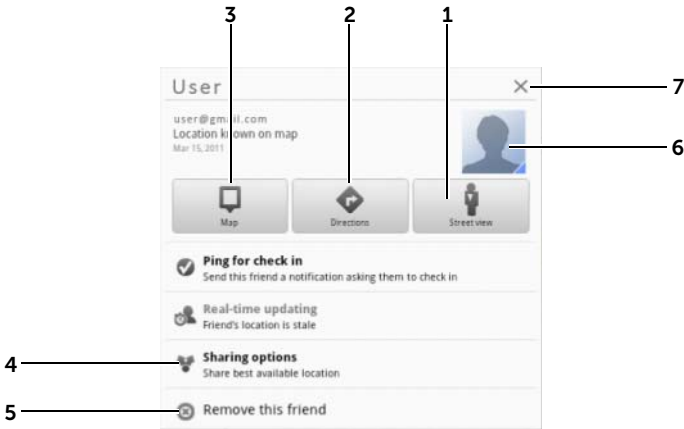 3
2
1
User
7
user@gmail.com
Location known on map
Mar 15, 2011
6
Map
Directions
Street view
Ping for check in
Send this friend a notification asking them to check in
Real-time updating
Friend's location is stale
4
Sharing options
Share best available location
5
Remove this friend